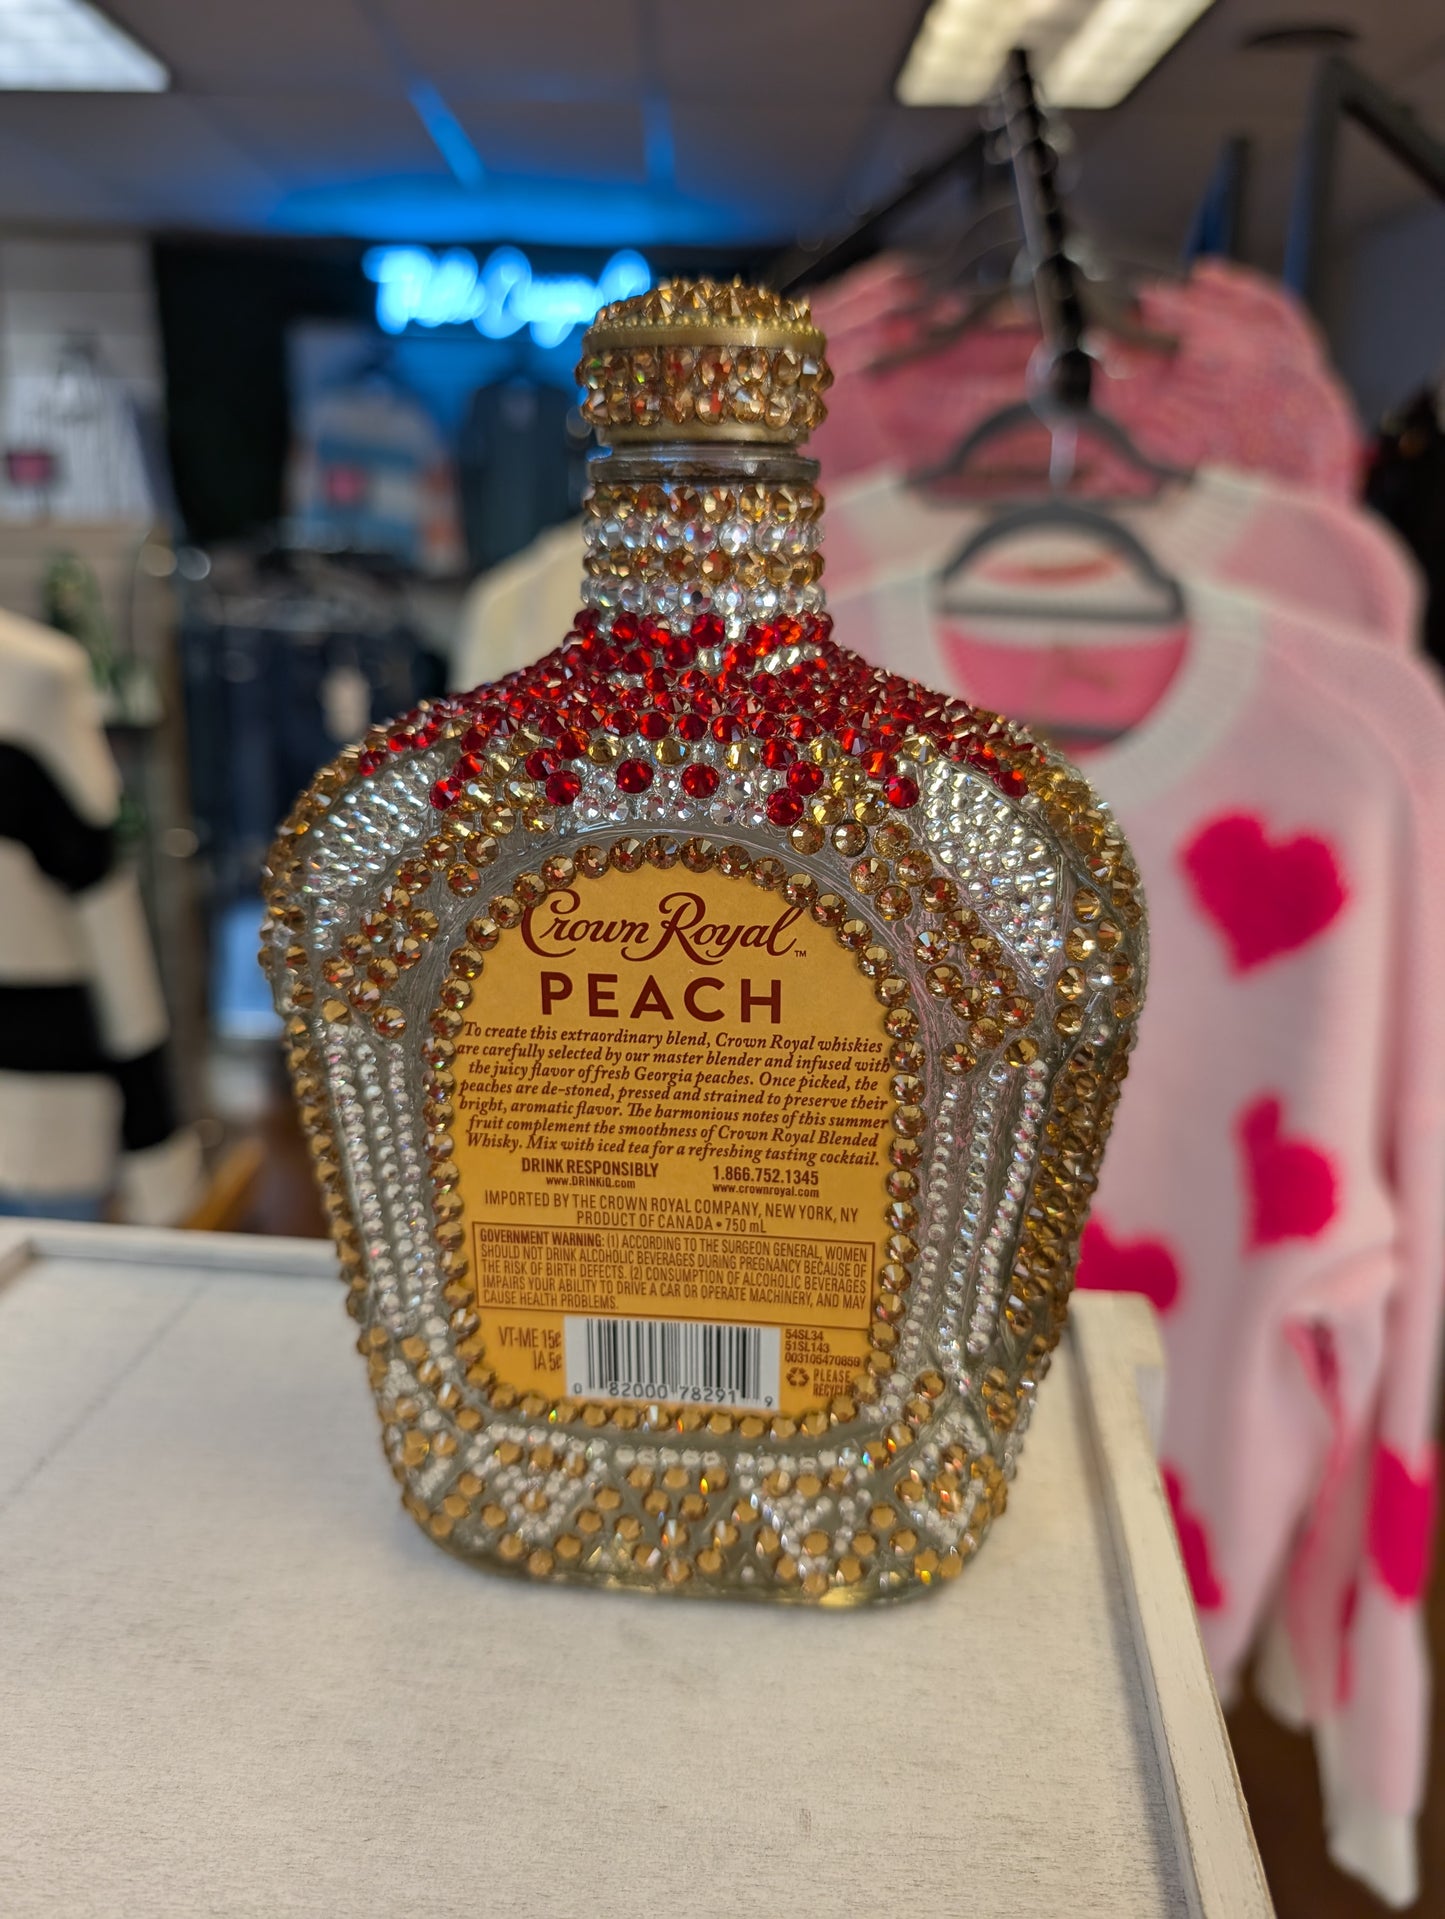 Crown Royal™
PEACH
To create this extraordinary blend, Crown Royal whiskies
are carefully selected by our master blender and infused with
the juicy flavor of fresh Georgia peaches. Once picked, the
peaches are de-stoned, pressed and strained to preserve their
bright, aromatic flavor. The harmonious notes of this summer
fruit complement the smoothness of Crown Royal Blended
Whisky. Mix with iced tea for a refreshing tasting cocktail.
DRINK RESPONSIBLY 1.866.752.1345
www.DRINKiQ.com www.crownroyal.com
IMPORTED BY THE CROWN ROYAL COMPANY, NEW YORK, NY
PRODUCT OF CANADA • 750 mL
GOVERNMENT WARNING: (1) ACCORDING TO THE SURGEON GENERAL, WOMEN
SHOULD NOT DRINK ALCOHOLIC BEVERAGES DURING PREGNANCY BECAUSE OF
THE RISK OF BIRTH DEFECTS. (2) CONSUMPTION OF ALCOHOLIC BEVERAGES
IMPAIRS YOUR ABILITY TO DRIVE A CAR OR OPERATE MACHINERY, AND MAY
CAUSE HEALTH PROBLEMS.
VT-ME 15¢
IA 5¢
0 82000 78291 9
54SL34
51SL143
003105470859
PLEASE
RECYCLE